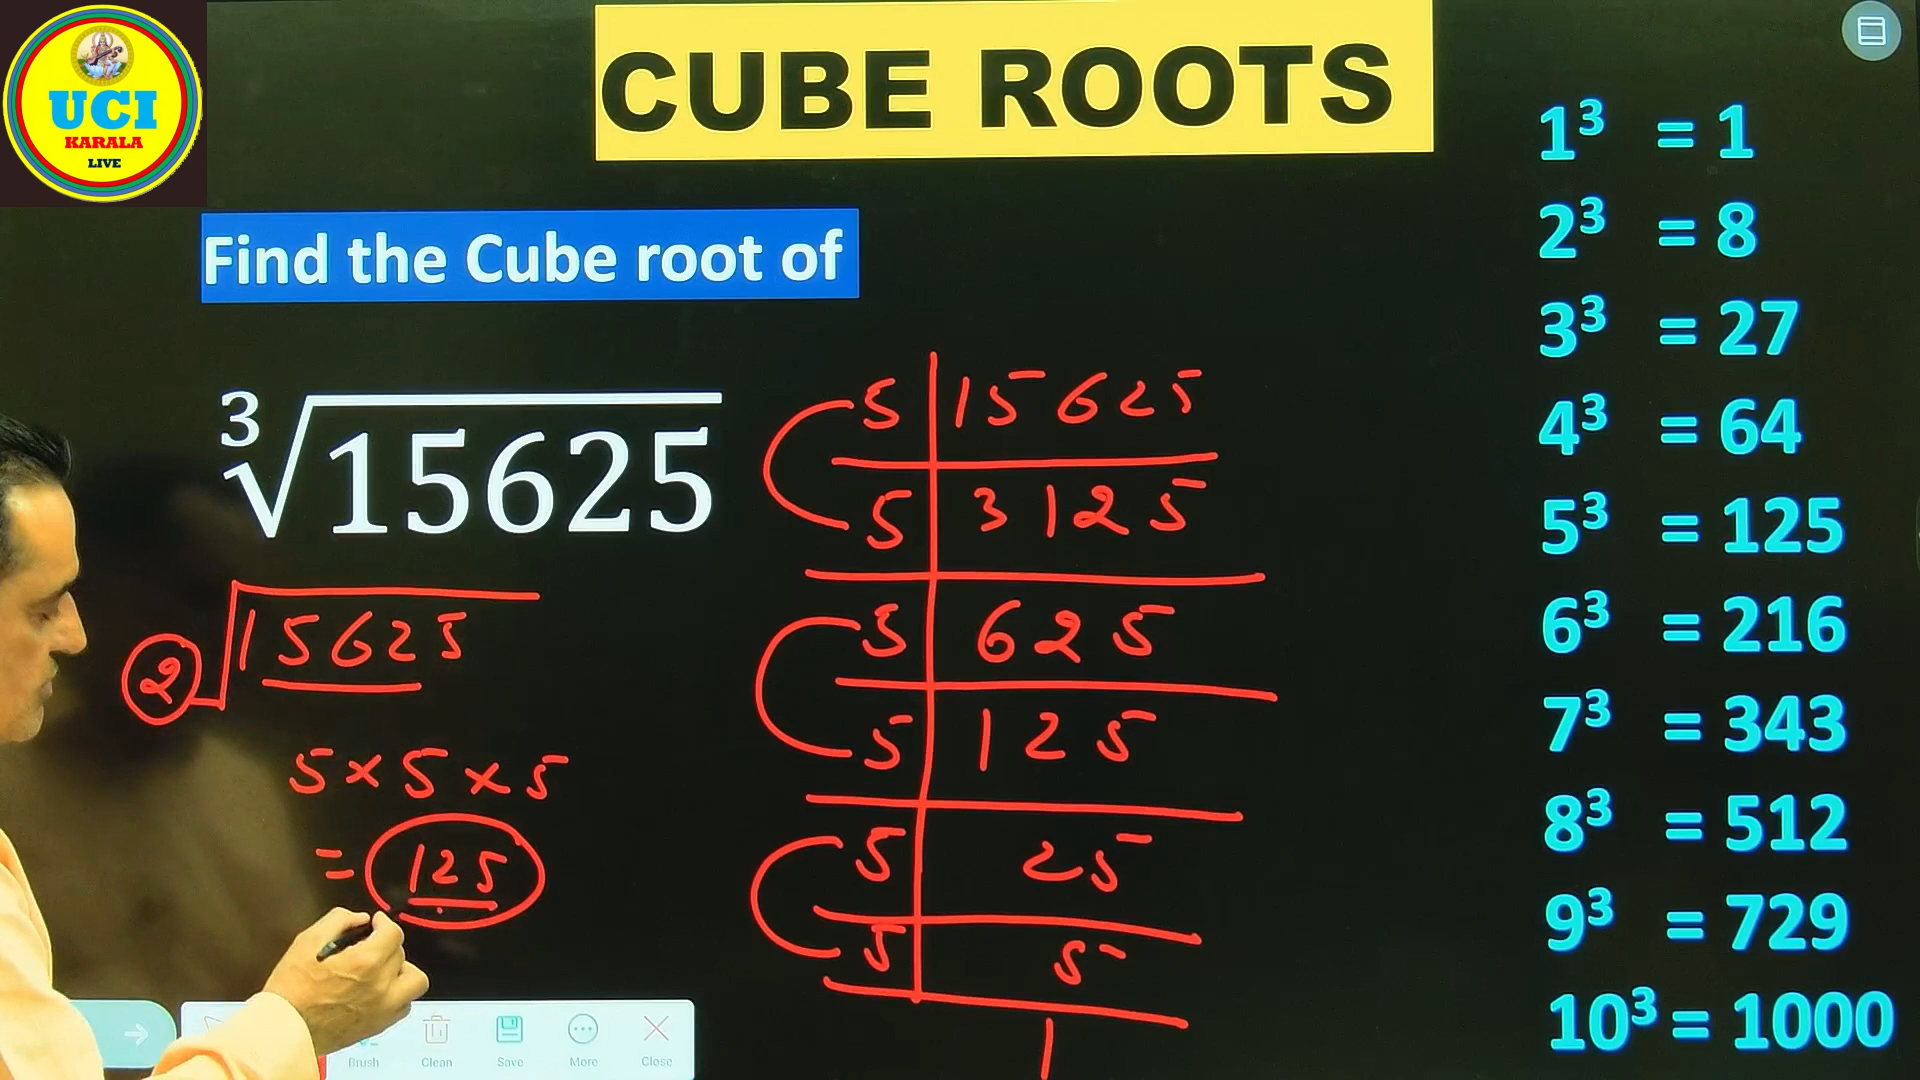 UCI
KARALA
LIVE
CUBE ROOTS
Find the Cube root of
∛15625
2√15625
5×5×5
= 125
5 | 15625
5 | 3125
5 | 625
5 | 125
5 | 25
5 | 5
1
1³ = 1
2³ = 8
3³ = 27
4³ = 64
5³ = 125
6³ = 216
7³ = 343
8³ = 512
9³ = 729
10³ = 1000
Brush Clean Save More Close